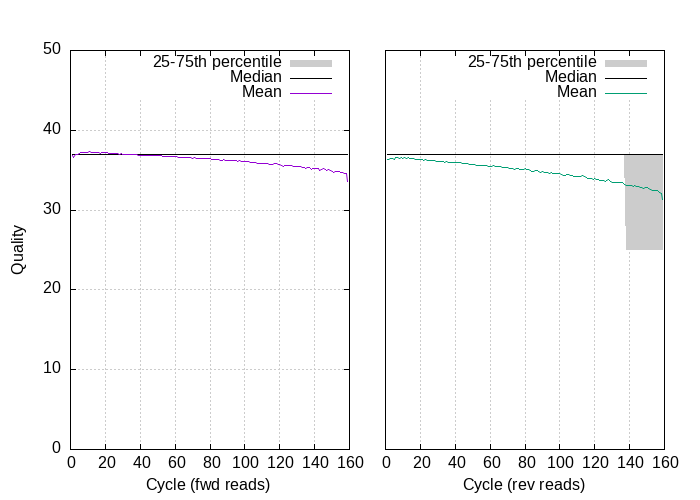 50
40
30
20
10
0
Quality
25-75th percentile
Median
Mean
0 20 40 60 80 100 120 140 160
Cycle (fwd reads)
25-75th percentile
Median
Mean
0 20 40 60 80 100 120 140 160
Cycle (rev reads)